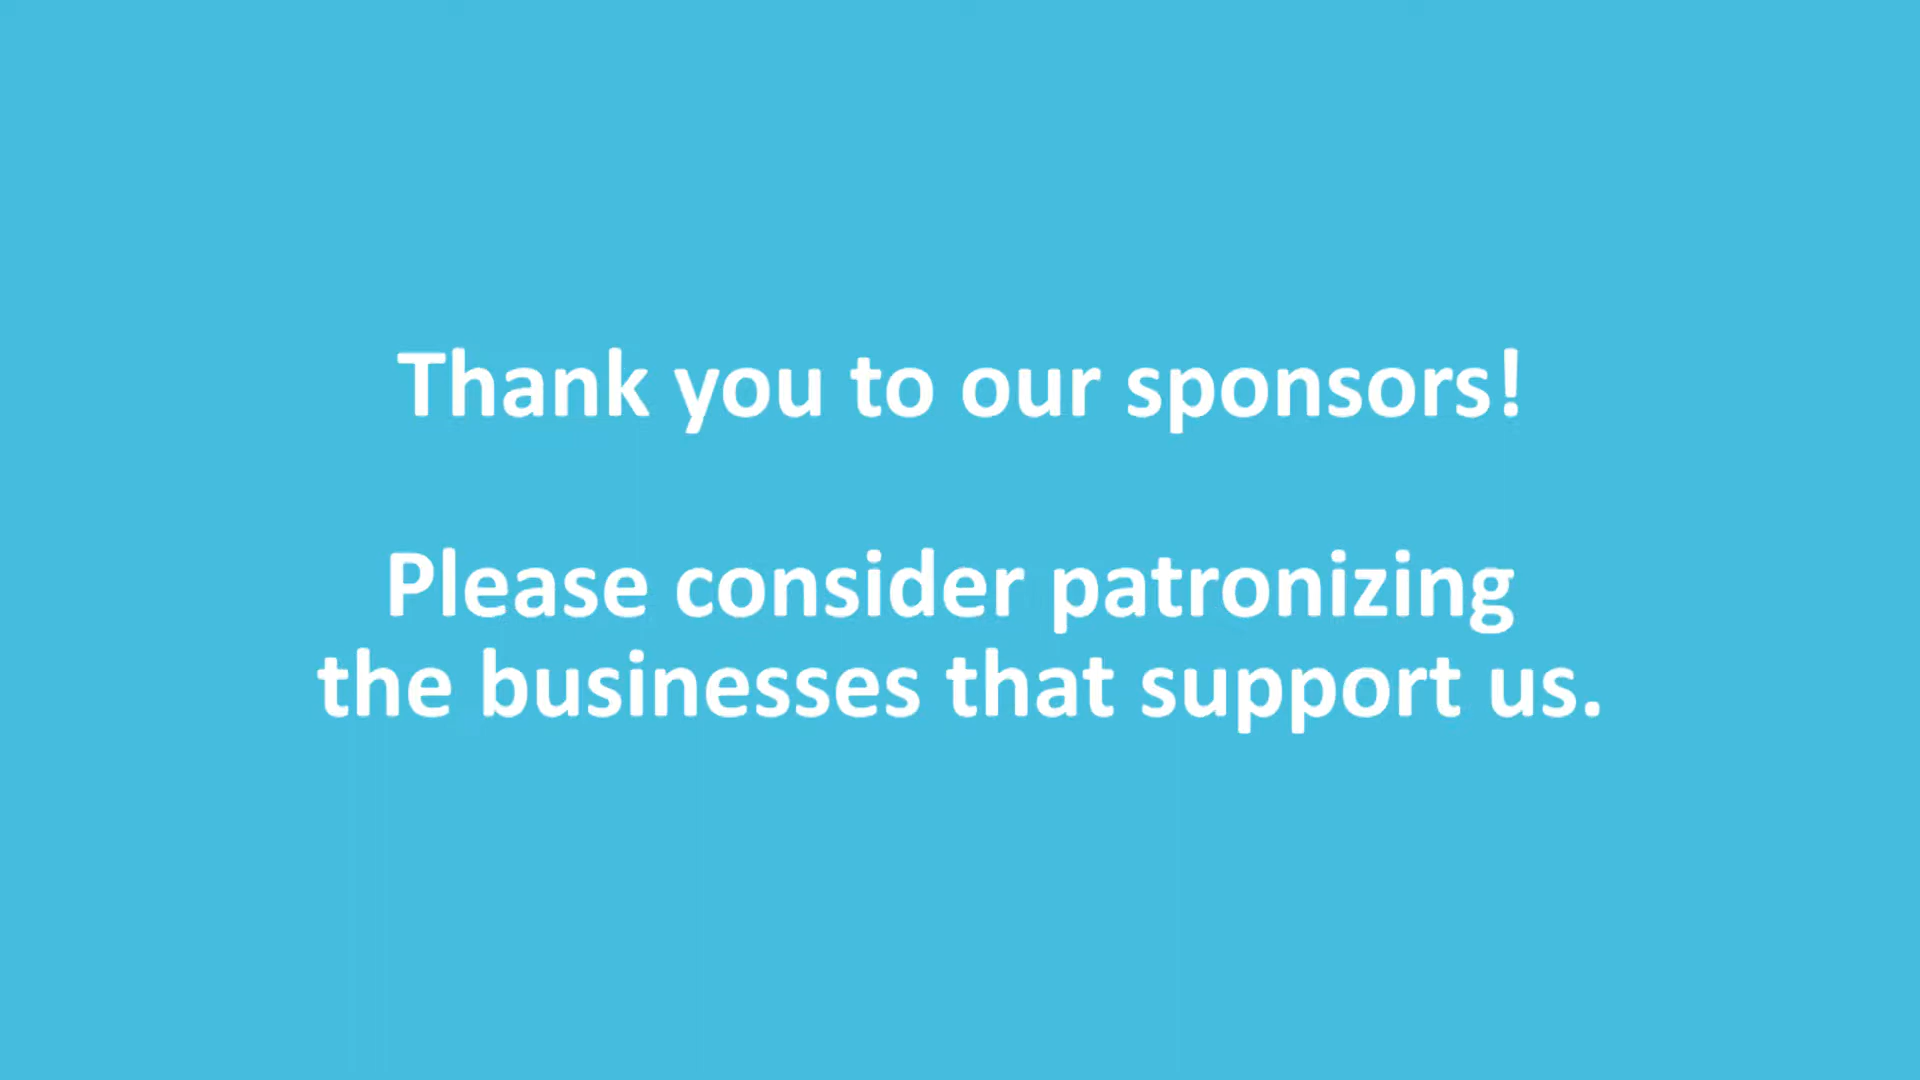 Thank you to our sponsors!
Please consider patronizing
the businesses that support us.